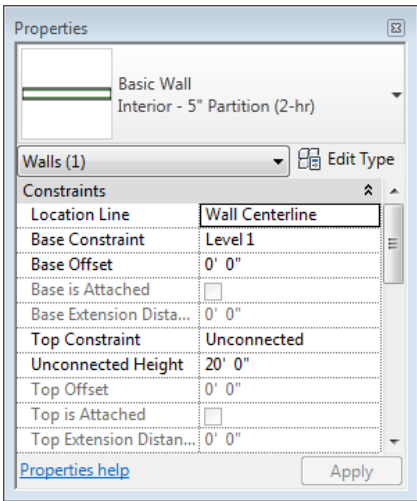 Properties
Basic Wall
Interior - 5" Partition (2-hr)
Walls (1) Edit Type
Constraints
Location Line Wall Centerline
Base Constraint Level 1
Base Offset 0' 0"
Base is Attached
Base Extension Dista... 0' 0"
Top Constraint Unconnected
Unconnected Height 20' 0"
Top Offset 0' 0"
Top is Attached
Top Extension Distan... 0' 0"
Properties help Apply